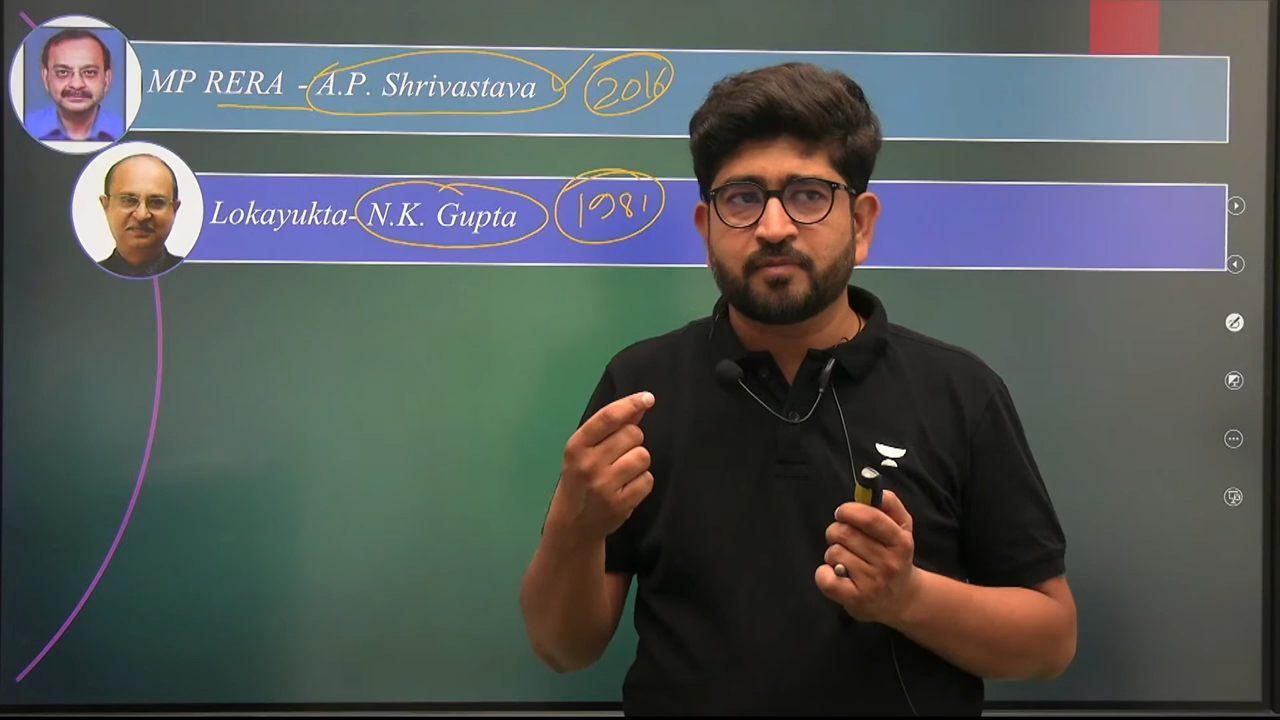 MP RERA - A.P. Shrivastava 2016
Lokayukta- N.K. Gupta 1981